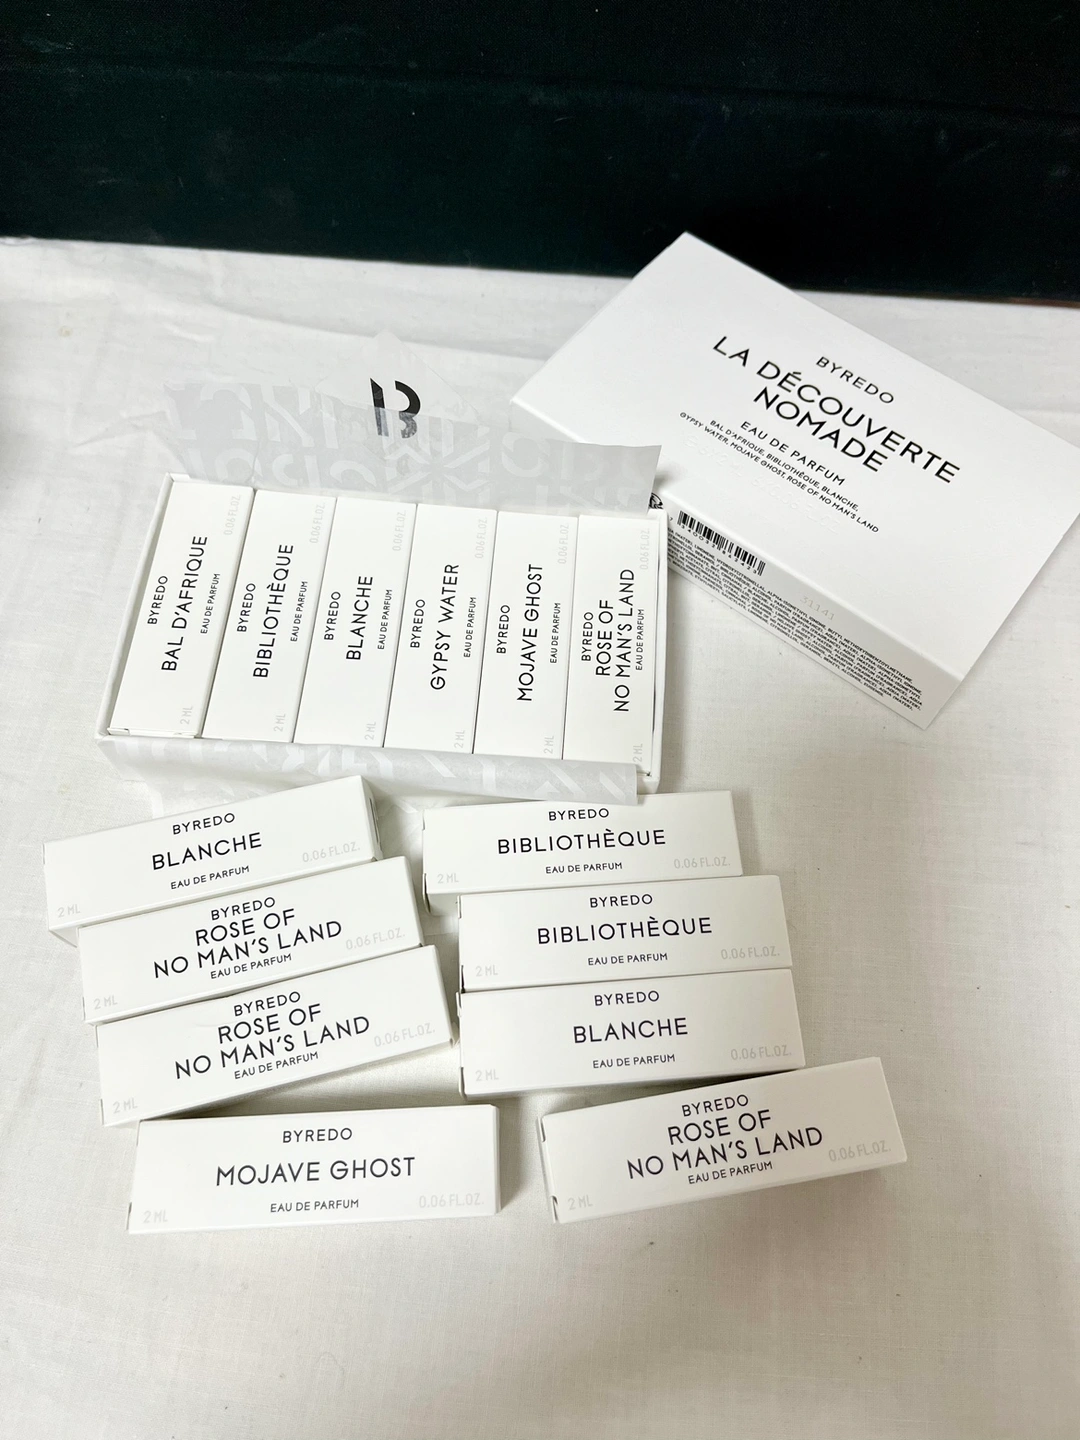 B
BYREDO
LA DÉCOUVERTE
NOMADE
EAU DE PARFUM
BAL D'AFRIQUE, BIBLIOTHÈQUE, BLANCHE,
GYPSY WATER, MOJAVE GHOST, ROSE OF NO MAN'S LAND
31141
BYREDO
BAL D'AFRIQUE
EAU DE PARFUM
2 ML
0.06 FL.OZ.
BYREDO
BIBLIOTHÈQUE
EAU DE PARFUM
0.06 FL.OZ.
BYREDO
BLANCHE
EAU DE PARFUM
2 ML
0.06 FL.OZ.
BYREDO
GYPSY WATER
EAU DE PARFUM
2 ML
0.06 FL.OZ.
BYREDO
MOJAVE GHOST
EAU DE PARFUM
2 ML
0.06 FL.OZ.
BYREDO
ROSE OF
NO MAN'S LAND
EAU DE PARFUM
2 ML
0.06 FL.OZ.
BYREDO
BLANCHE
EAU DE PARFUM
2 ML
0.06 FL.OZ.
BYREDO
ROSE OF
NO MAN'S LAND
EAU DE PARFUM
2 ML
0.06 FL.OZ.
BYREDO
ROSE OF
NO MAN'S LAND
EAU DE PARFUM
2 ML
0.06 FL.OZ.
BYREDO
MOJAVE GHOST
EAU DE PARFUM
2 ML
0.06 FL.OZ.
BYREDO
BIBLIOTHÈQUE
EAU DE PARFUM
2 ML
0.06 FL.OZ.
BYREDO
BIBLIOTHÈQUE
EAU DE PARFUM
2 ML
0.06 FL.OZ.
BYREDO
BLANCHE
EAU DE PARFUM
2 ML
0.06 FL.OZ.
BYREDO
ROSE OF
NO MAN'S LAND
EAU DE PARFUM
2 ML
0.06 FL.OZ.